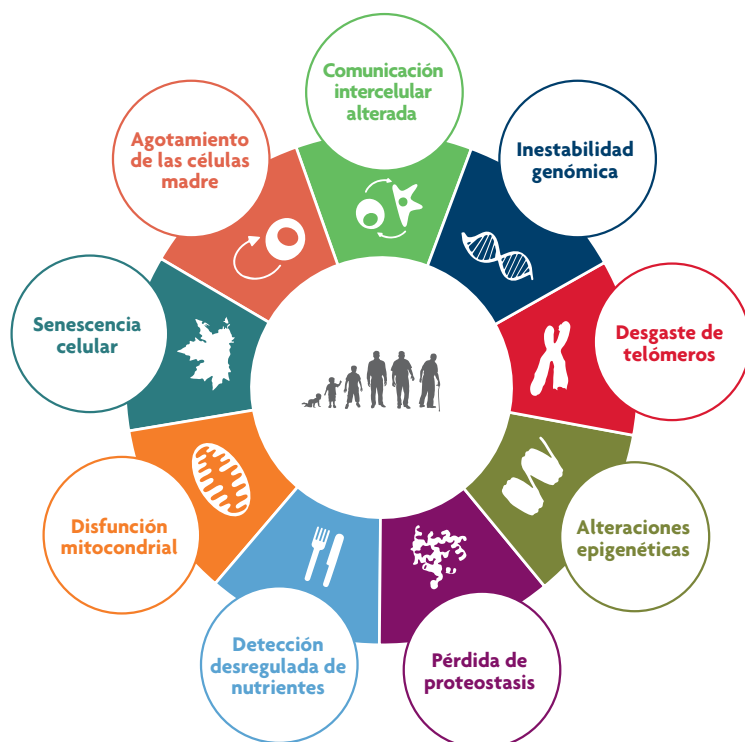 Comunicación
intercelular
alterada
Inestabilidad
genómica
Desgaste de
telómeros
Alteraciones
epigenéticas
Pérdida de
proteostasis
Detección
desregulada de
nutrientes
Disfunción
mitocondrial
Senescencia
celular
Agotamiento
de las células
madre